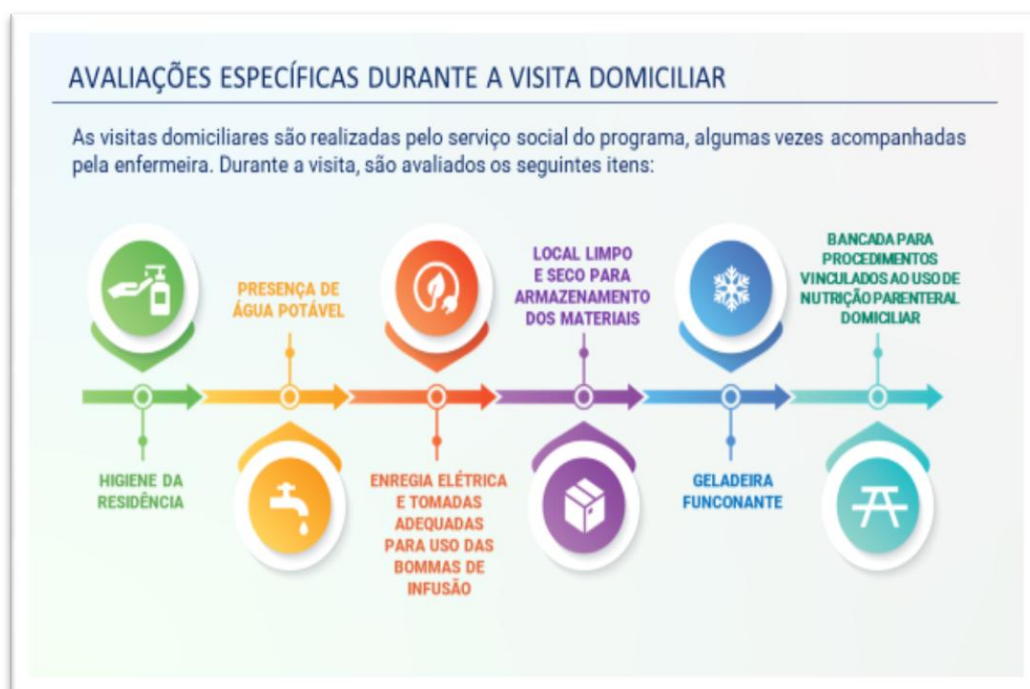 AVALIAÇÕES ESPECÍFICAS DURANTE A VISITA DOMICILIAR
As visitas domiciliares são realizadas pelo serviço social do programa, algumas vezes acompanhadas
pela enfermeira. Durante a visita, são avaliados os seguintes itens:
HIGIENE DA
RESIDÊNCIA
PRESENÇA DE
ÁGUA POTÁVEL
ENREGIA ELÉTRICA
E TOMADAS
ADEQUADAS
PARA USO DAS
BOMMAS DE
INFUSÃO
LOCAL LIMPO
E SECO PARA
ARMAZENAMENTO
DOS MATERIAIS
GELADEIRA
FUNCONANTE
BANCADA PARA
PROCEDIMENTOS
VINCULADOS AO USO DE
NUTRIÇÃO PARENTERAL
DOMICILIAR